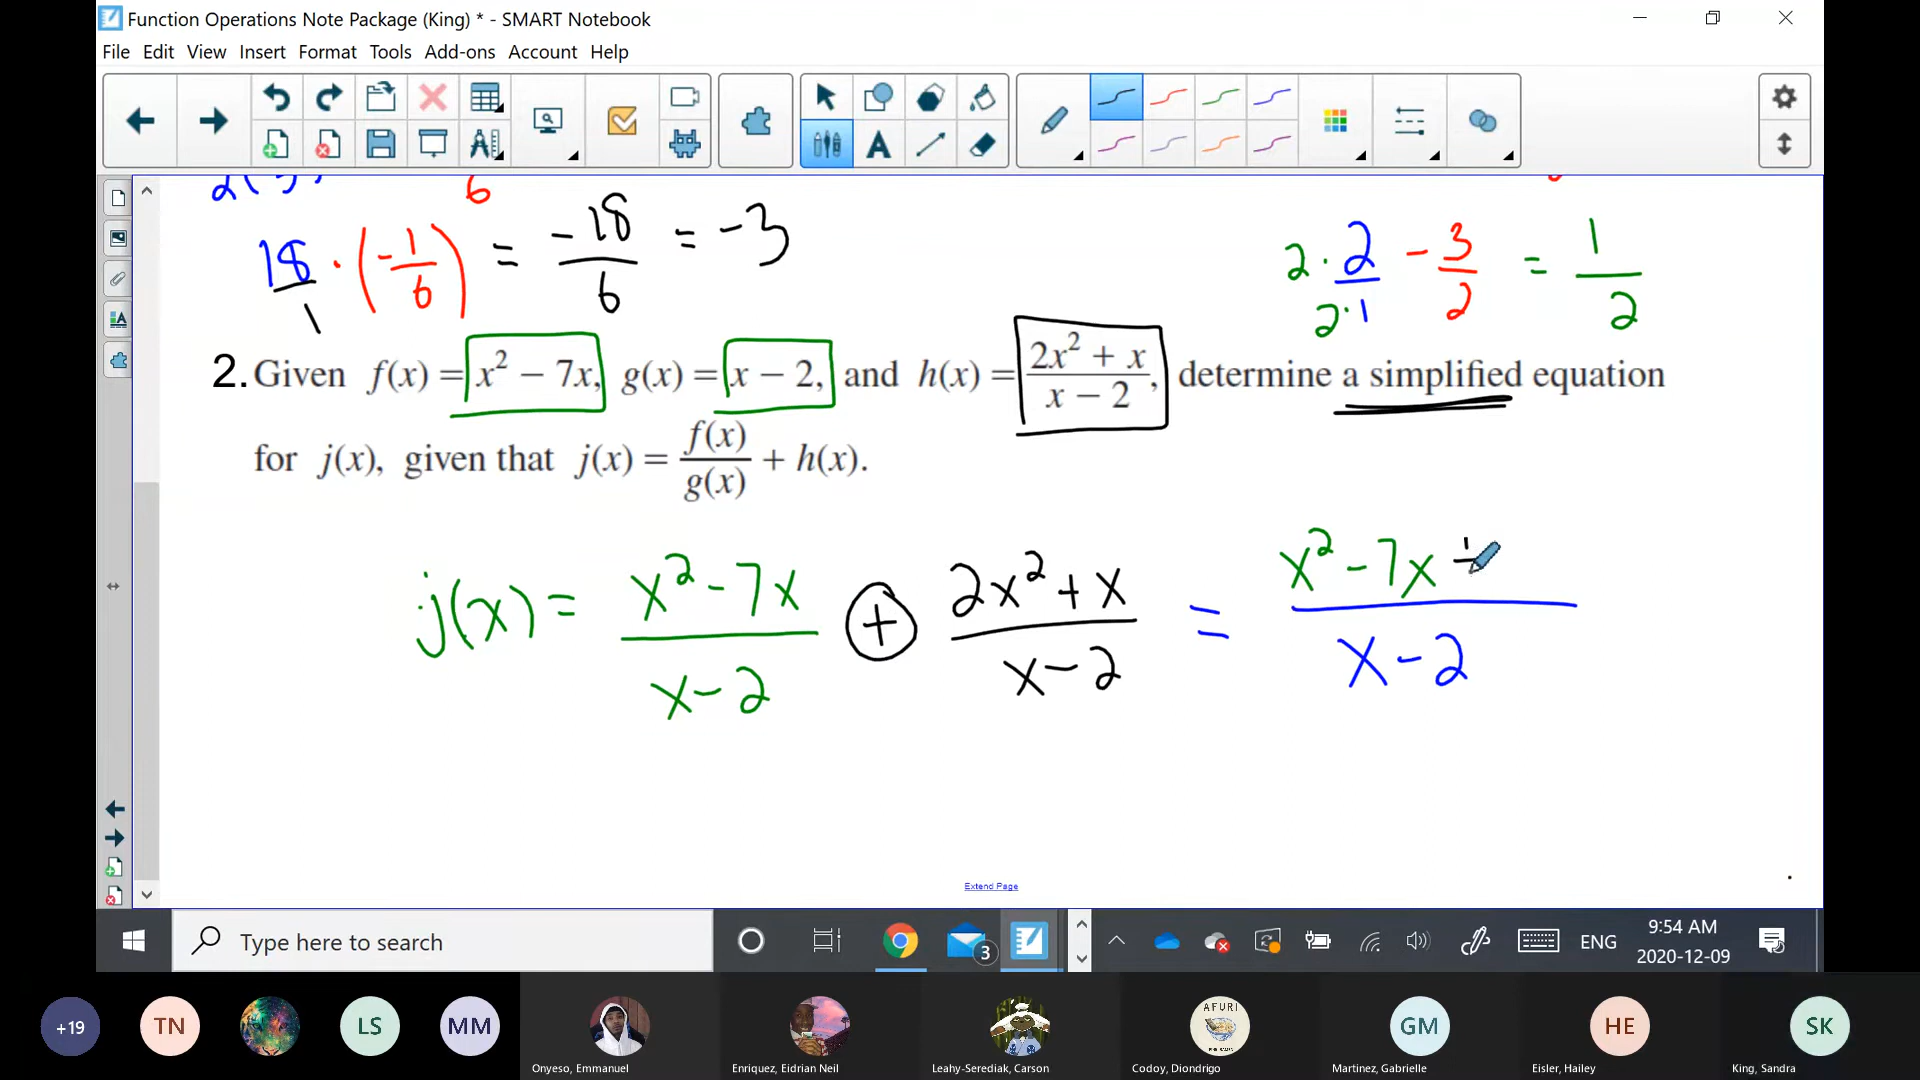 Function Operations Note Package (King) * - SMART Notebook
File Edit View Insert Format Tools Add-ons Account Help
6
18/1 · (-1/6) = -18/6 = -3
2·2/2·1 - 3/2 = 1/2
2. Given f(x) = x² − 7x, g(x) = x − 2, and h(x) = (2x² + x)/(x − 2), determine a simplified equation
for j(x), given that j(x) = f(x)/g(x) + h(x).
j(x) = (x² - 7x)/(x - 2) + (2x² + x)/(x - 2) = (x² - 7x +)/(x - 2)
Extend Page
Type here to search
3
ENG
9:54 AM
2020-12-09
+19 TN LS MM AFURI GM HE SK
Onyeso, Emmanuel Enriquez, Eidrian Neil Leahy-Serediak, Carson Codoy, Diondrigo Martinez, Gabrielle Eisler, Hailey King, Sandra